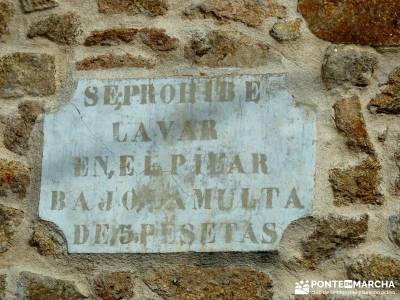 SE PROHIBE
LAVAR
EN EL PILAR
BAJO LA MULTA
DE 5 PESETAS
PONTE EN MARCHA